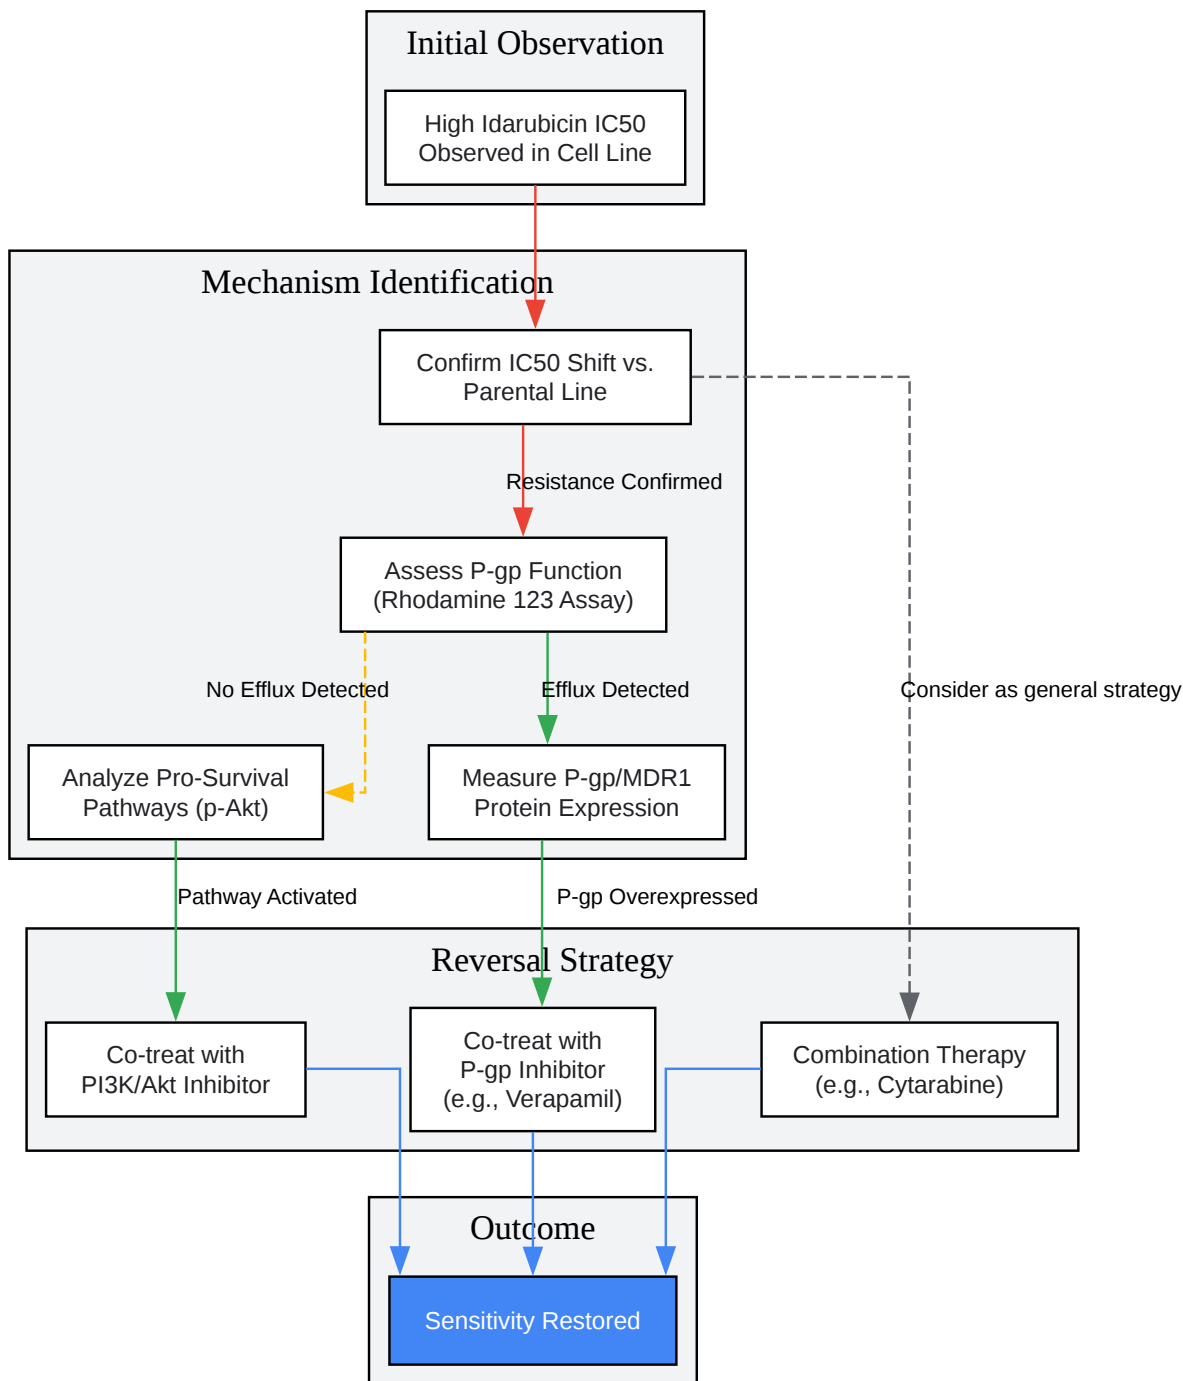 Initial Observation
High Idarubicin IC50
Observed in Cell Line
Mechanism Identification
Confirm IC50 Shift vs.
Parental Line
Resistance Confirmed
Assess P-gp Function
(Rhodamine 123 Assay)
No Efflux Detected
Efflux Detected
Consider as general strategy
Analyze Pro-Survival
Pathways (p-Akt)
Measure P-gp/MDR1
Protein Expression
Pathway Activated
P-gp Overexpressed
Reversal Strategy
Co-treat with
PI3K/Akt Inhibitor
Co-treat with
P-gp Inhibitor
(e.g., Verapamil)
Combination Therapy
(e.g., Cytarabine)
Outcome
Sensitivity Restored